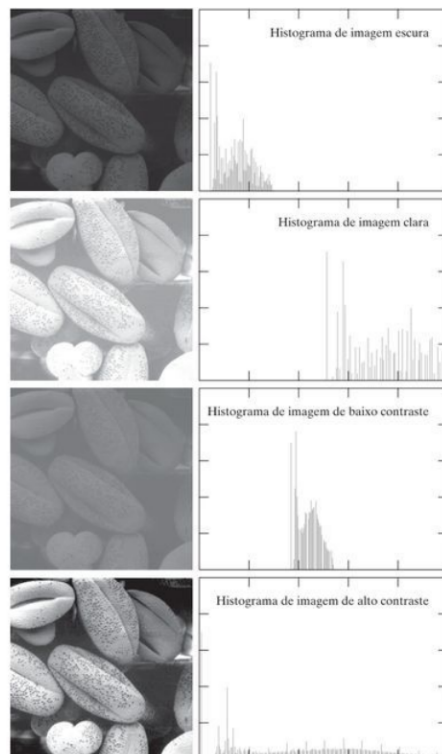 Histograma de imagem escura
Histograma de imagem clara
Histograma de imagem de baixo contraste
Histograma de imagem de alto contraste